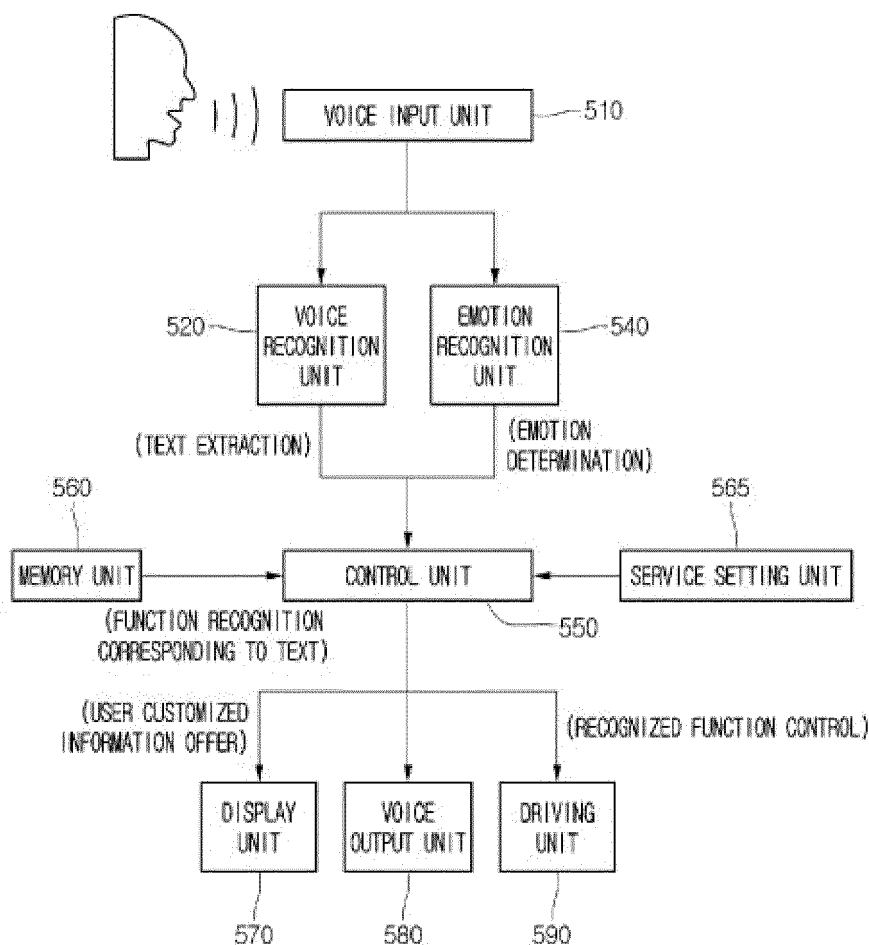 VOICE INPUT UNIT
510
520
VOICE
RECOGNITION
UNIT
EMOTION
RECOGNITION
UNIT
540
(TEXT EXTRACTION)
(EMOTION
DETERMINATION)
560
565
MEMORY UNIT
CONTROL UNIT
SERVICE SETTING UNIT
(FUNCTION RECOGNITION
CORRESPONDING TO TEXT)
550
(USER CUSTOMIZED
INFORMATION OFFER)
(RECOGNIZED FUNCTION CONTROL)
DISPLAY
UNIT
VOICE
OUTPUT UNIT
DRIVING
UNIT
570
580
590